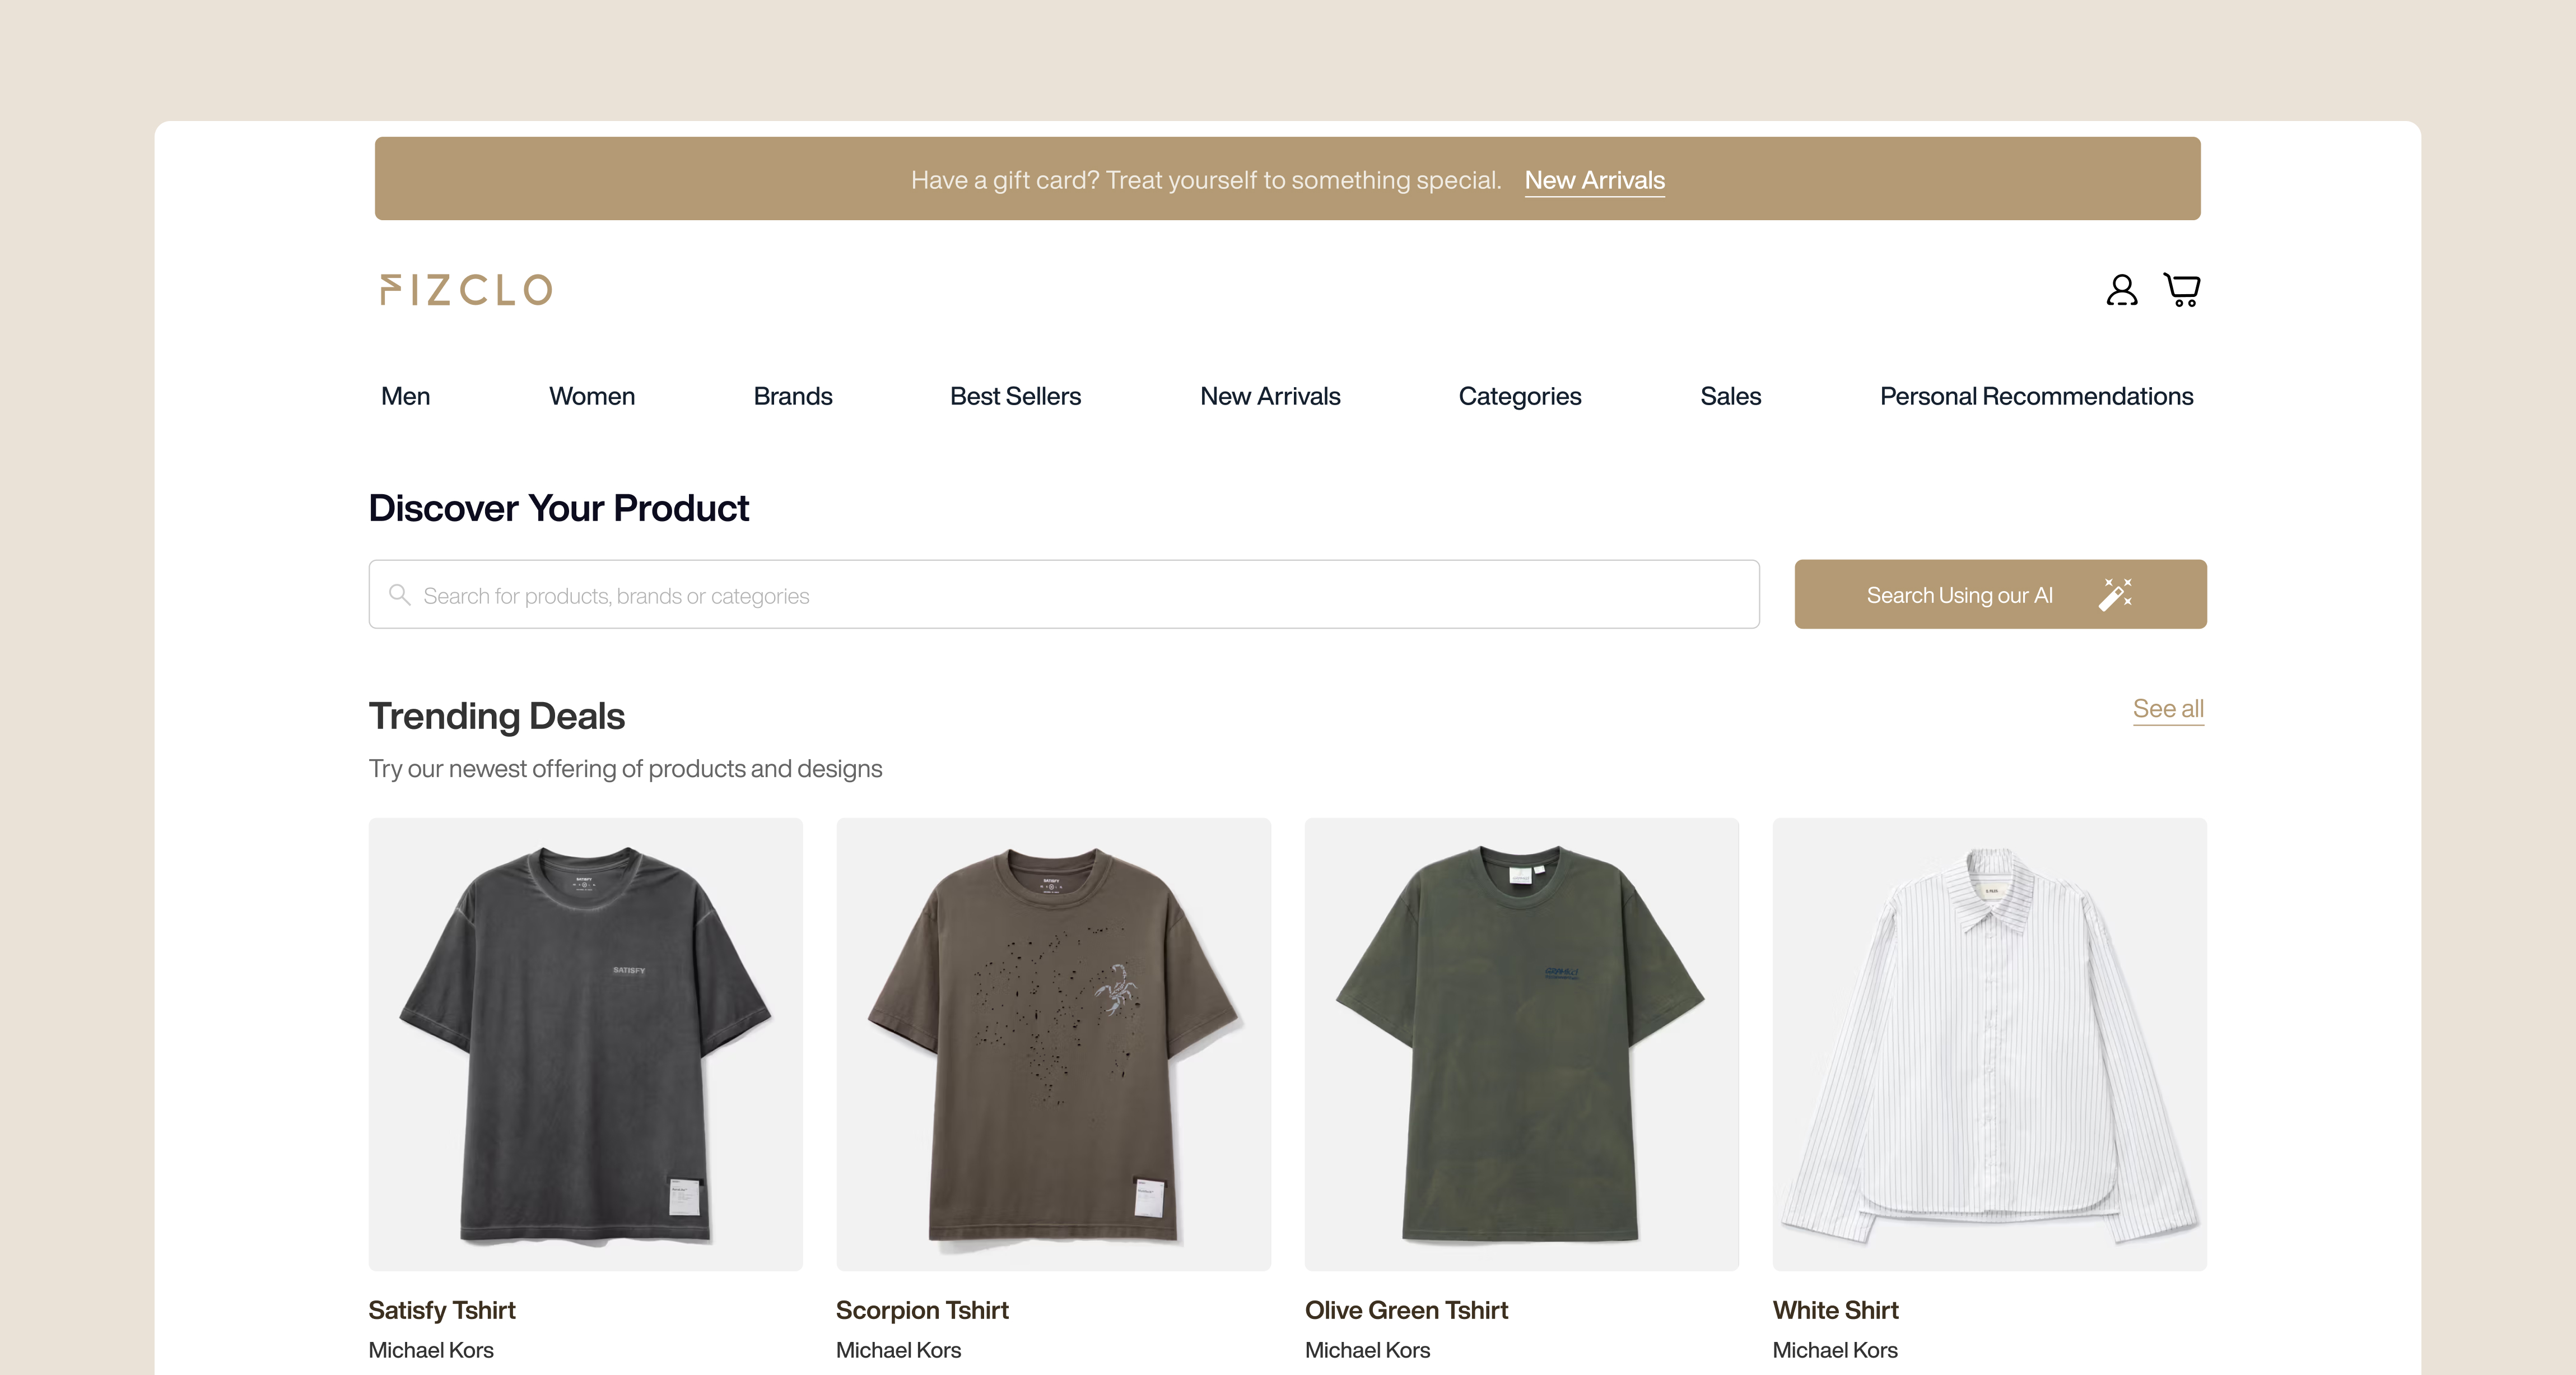 Have a gift card? Treat yourself to something special. New Arrivals
FIZCLO
Men Women Brands Best Sellers New Arrivals Categories Sales Personal Recommendations
Discover Your Product
Search for products, brands or categories
Search Using our AI
Trending Deals
See all
Try our newest offering of products and designs
SATISFY
SATISFY
SATISFY
Satisfy Tshirt
Scorpion Tshirt
Olive Green Tshirt
White Shirt
Michael Kors
Michael Kors
Michael Kors
Michael Kors